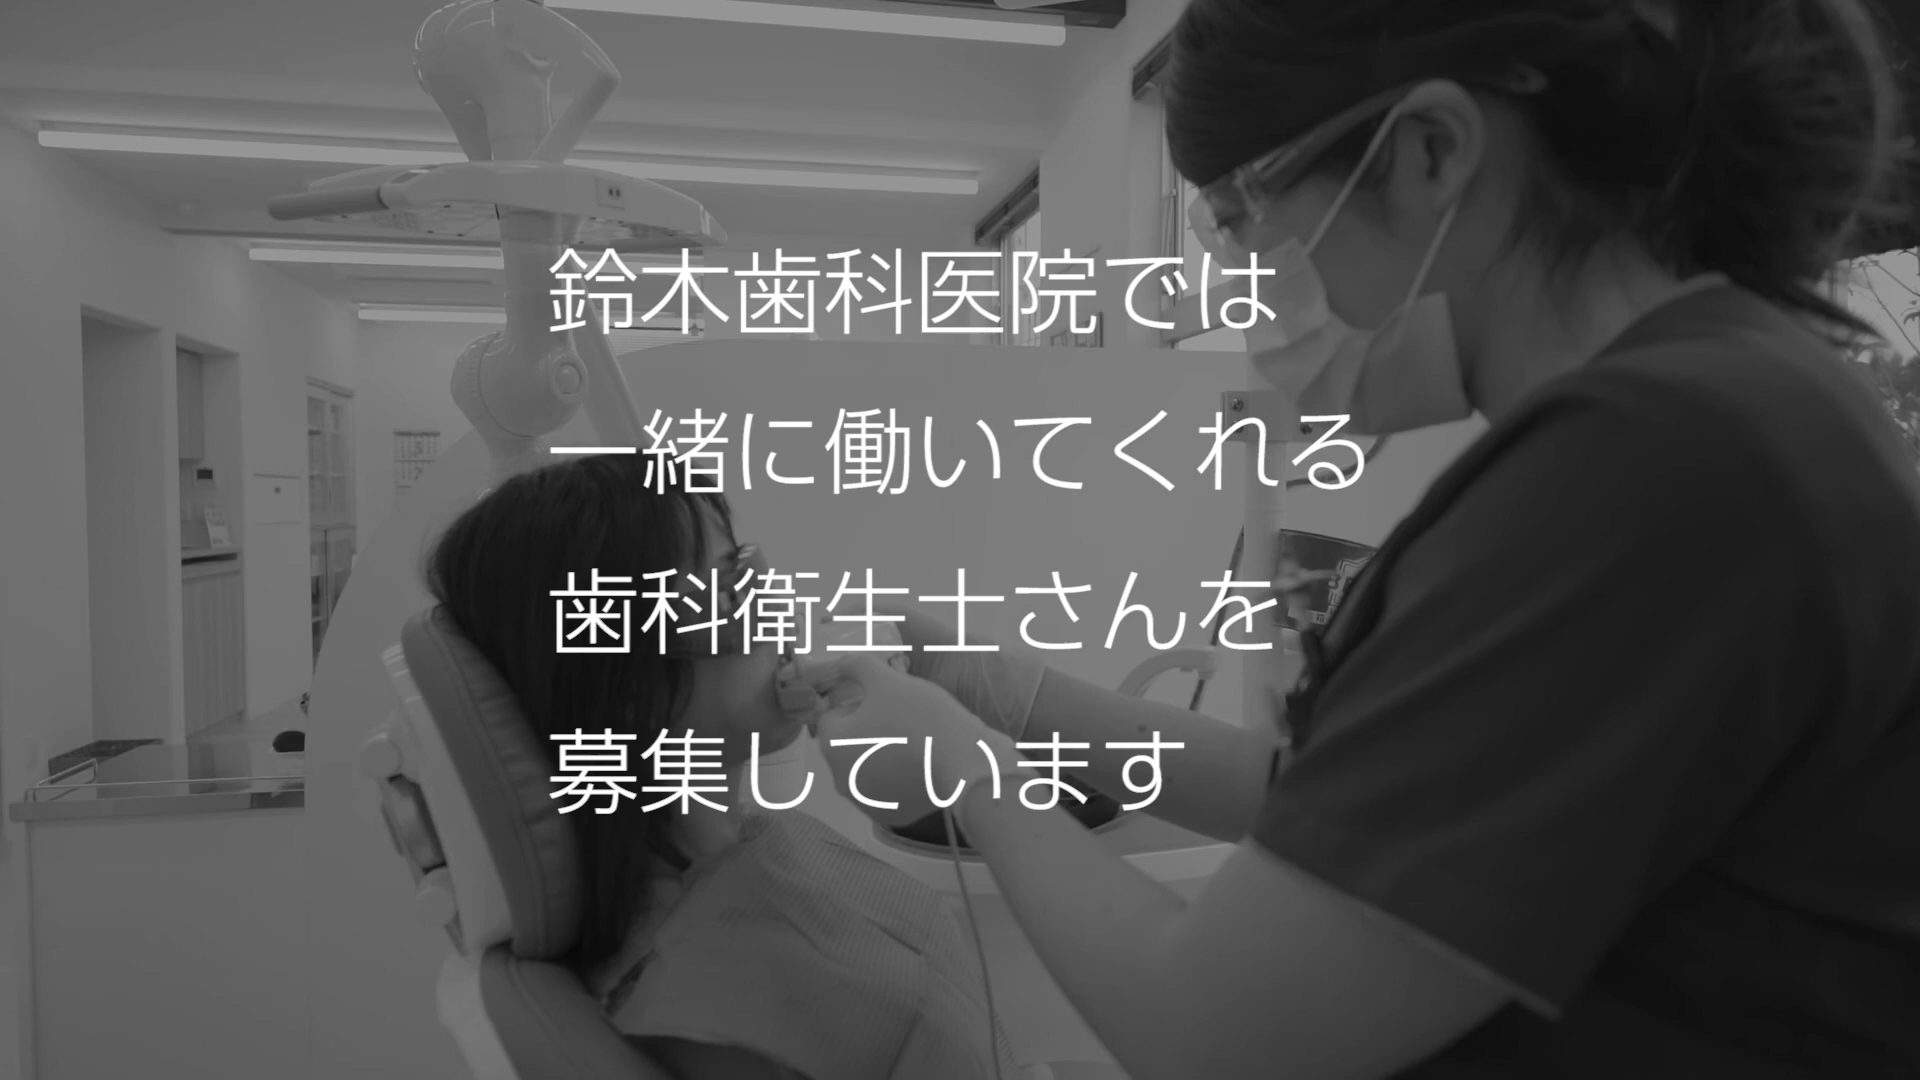 鈴木歯科医院では
一緒に働いてくれる
歯科衛生士さんを
募集しています